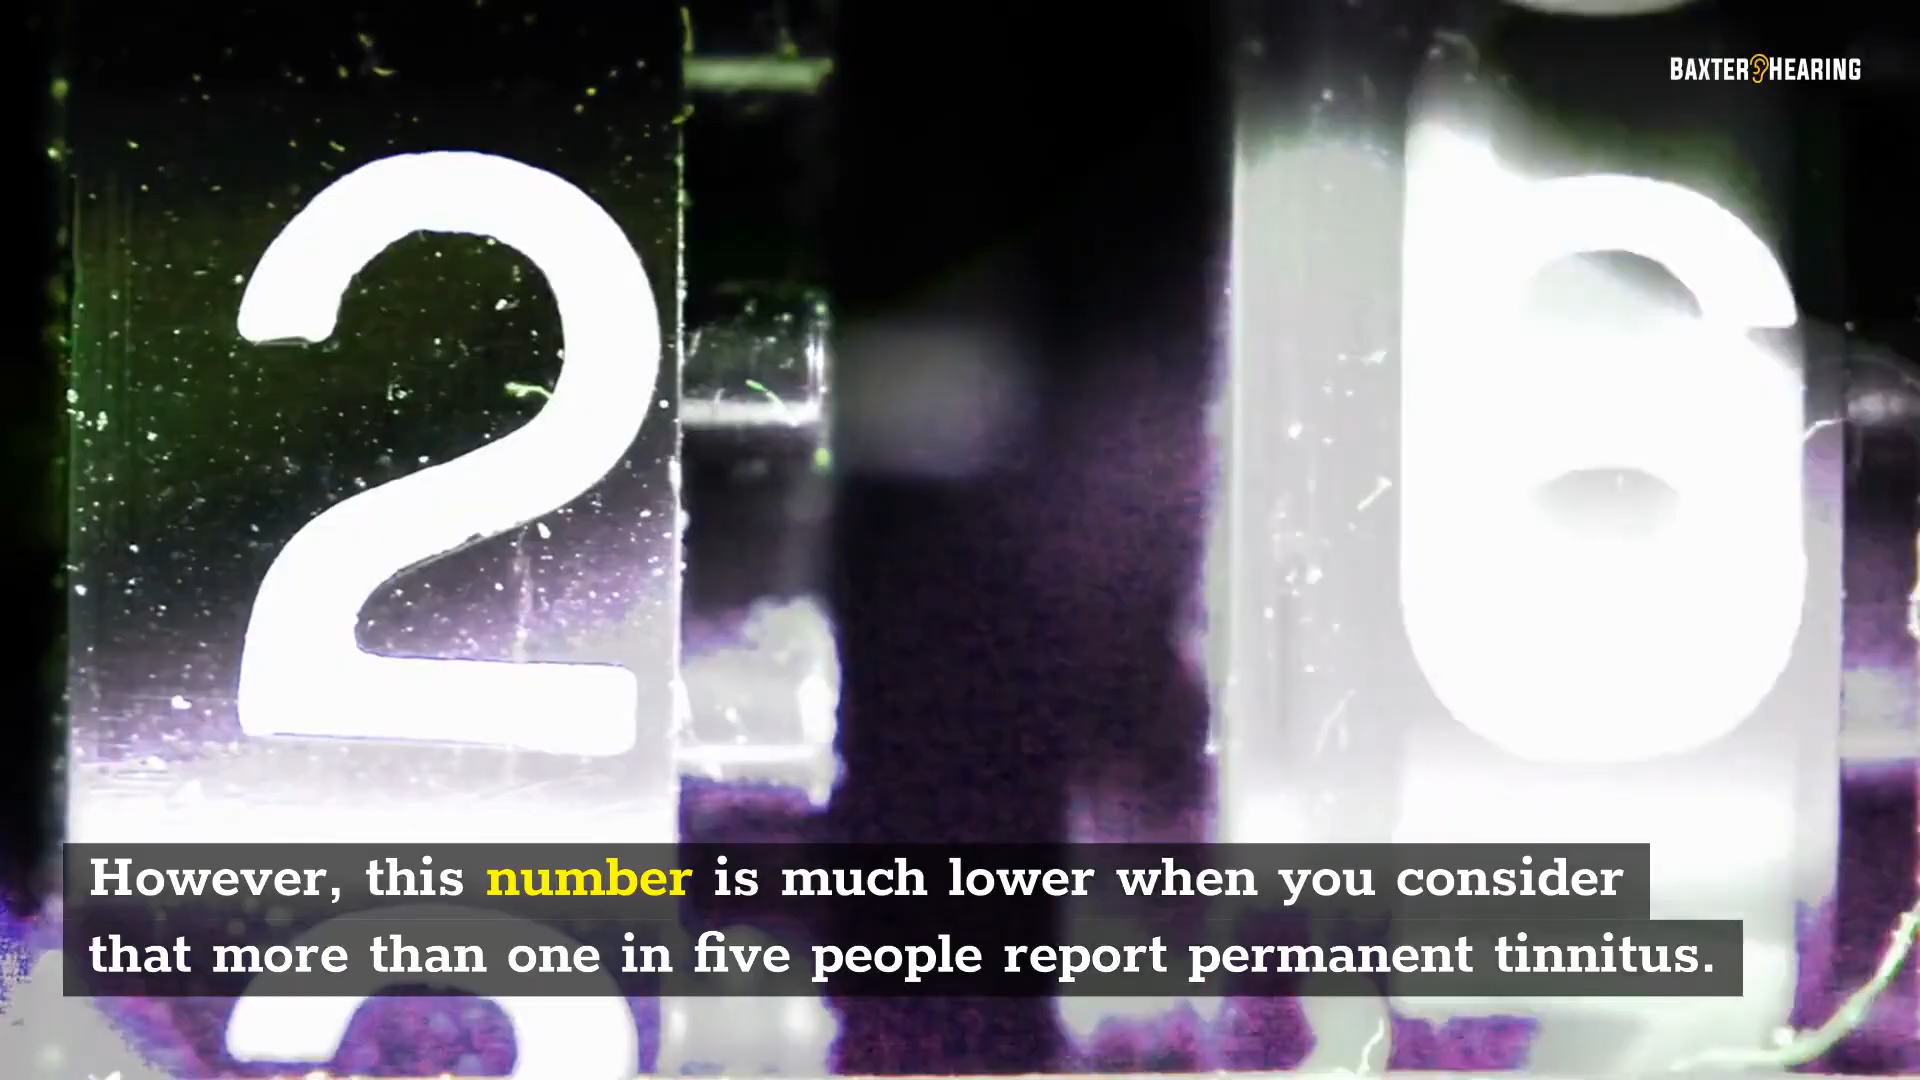 BAXTER HEARING
2
6
However, this number is much lower when you consider
that more than one in five people report permanent tinnitus.